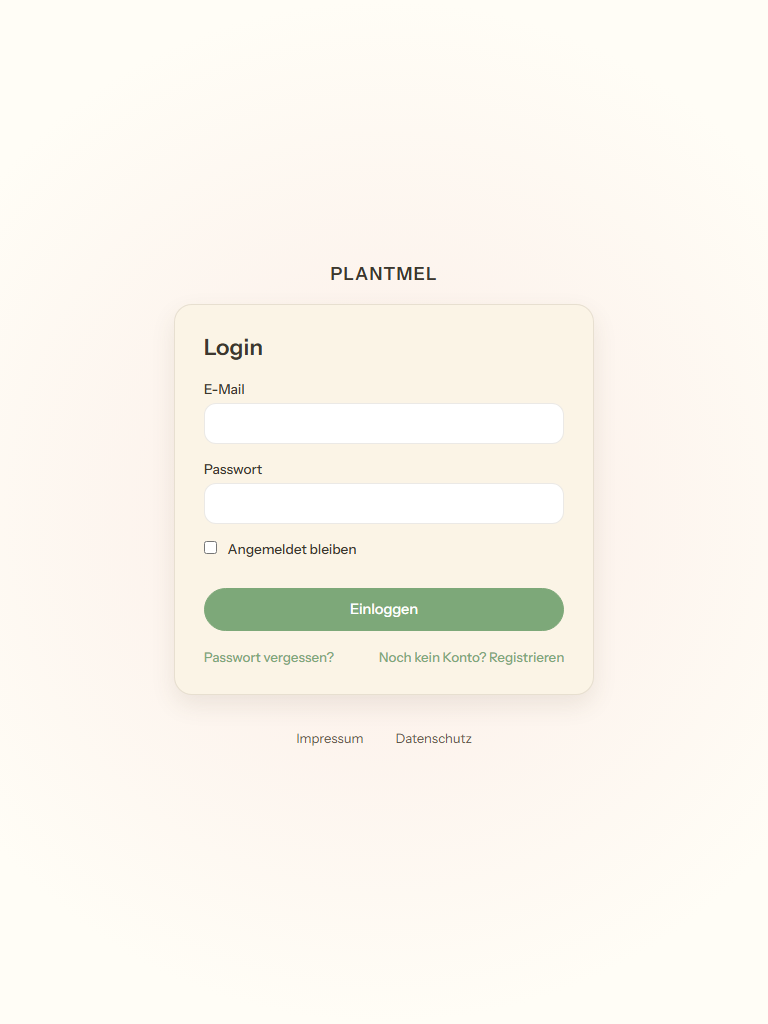 PLANTMEL
Login
E-Mail
Passwort
Angemeldet bleiben
Einloggen
Passwort vergessen? Noch kein Konto? Registrieren
Impressum Datenschutz